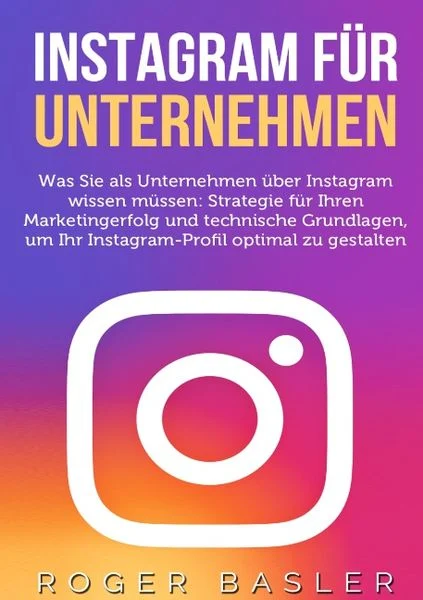 INSTAGRAM FÜR
UNTERNEHMEN
Was Sie als Unternehmen über Instagram
wissen müssen: Strategie für Ihren
Marketingerfolg und technische Grundlagen,
um Ihr Instagram-Profil optimal zu gestalten
ROGER BASLER